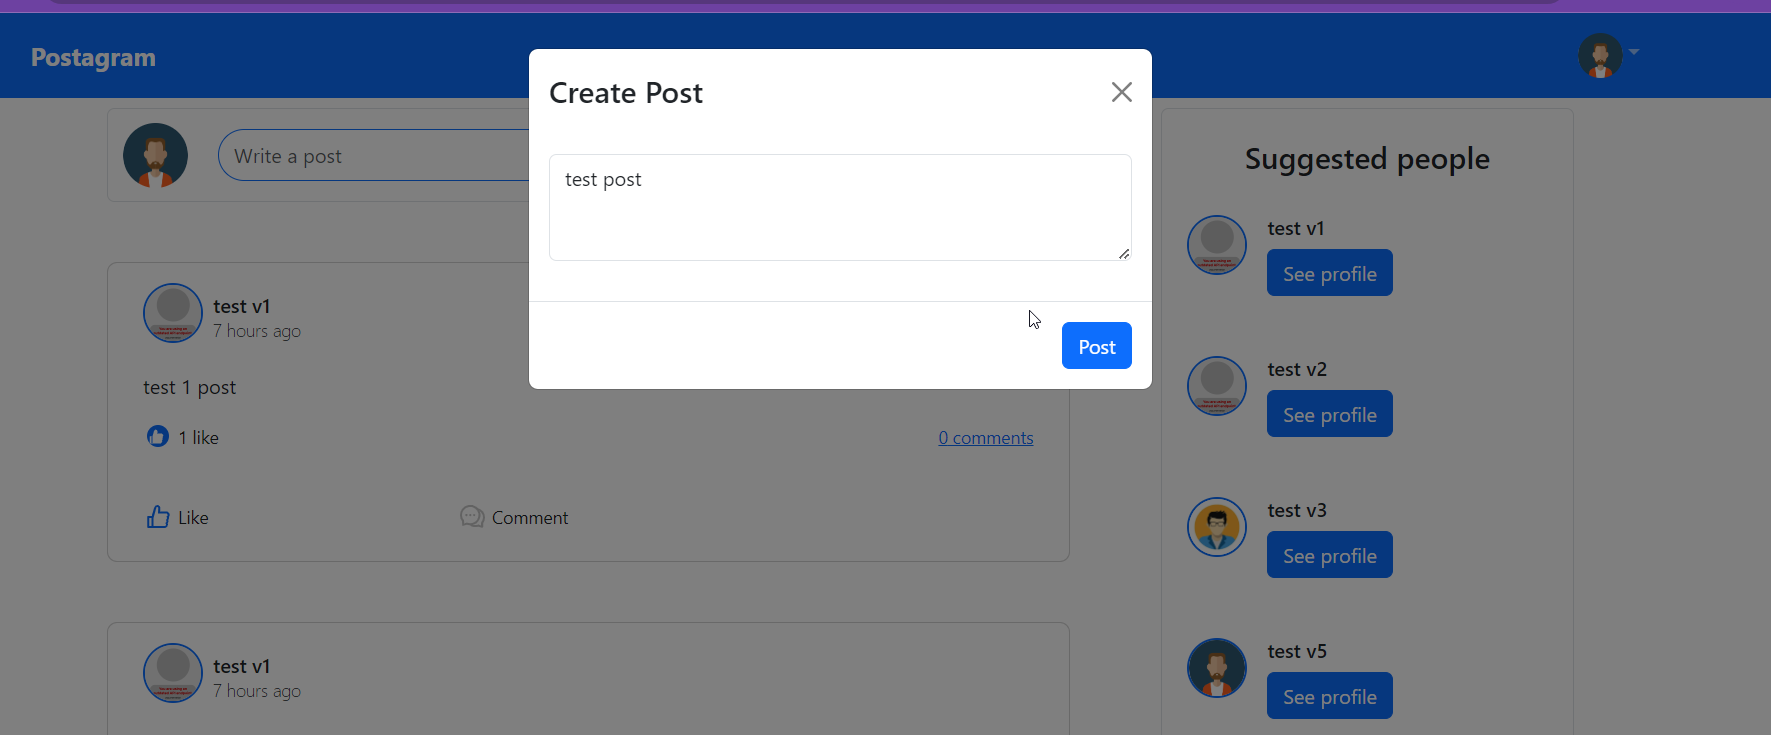 Postagram
Create Post
Write a post
test post
Post
test v1
7 hours ago
test 1 post
1 like
0 comments
Like
Comment
test v1
7 hours ago
Suggested people
test v1
See profile
test v2
See profile
test v3
See profile
test v5
See profile